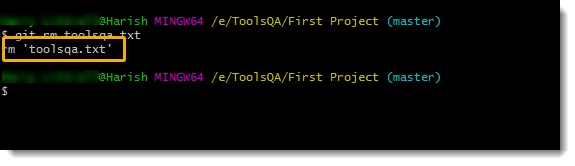 @Harish MINGW64 /e/ToolsQA/First Project (master)
$ git rm toolsqa.txt
rm 'toolsqa.txt'
@Harish MINGW64 /e/ToolsQA/First Project (master)
$